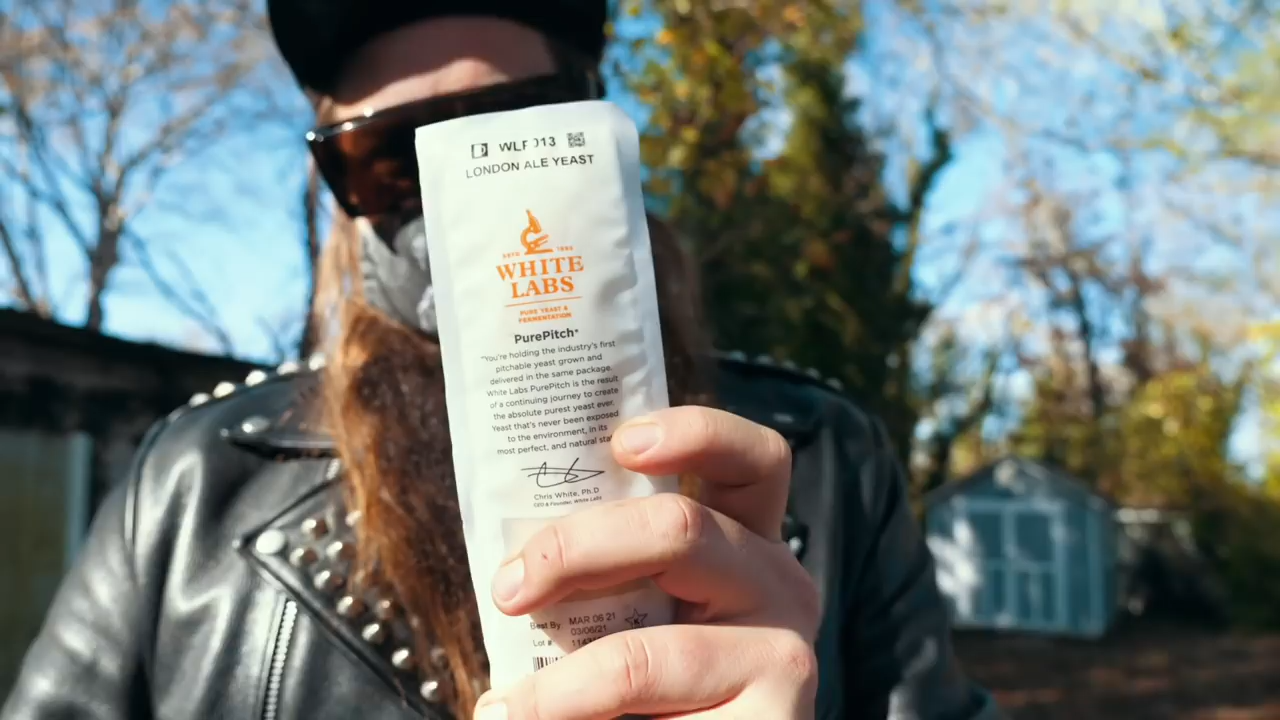 WLP013
LONDON ALE YEAST
ESTD 1995
WHITE
LABS
PURE YEAST &
FERMENTATION
PurePitch®
"You're holding the industry's first
pitchable yeast grown and
delivered in the same package.
White Labs PurePitch is the result
of a continuing journey to create
the absolute purest yeast ever.
Yeast that's never been exposed
to the environment, in its
most perfect, and natural
Chris White, Ph.D
CEO & Founder, White Labs
Best By: MAR 06 21
03/06/21
Lot #